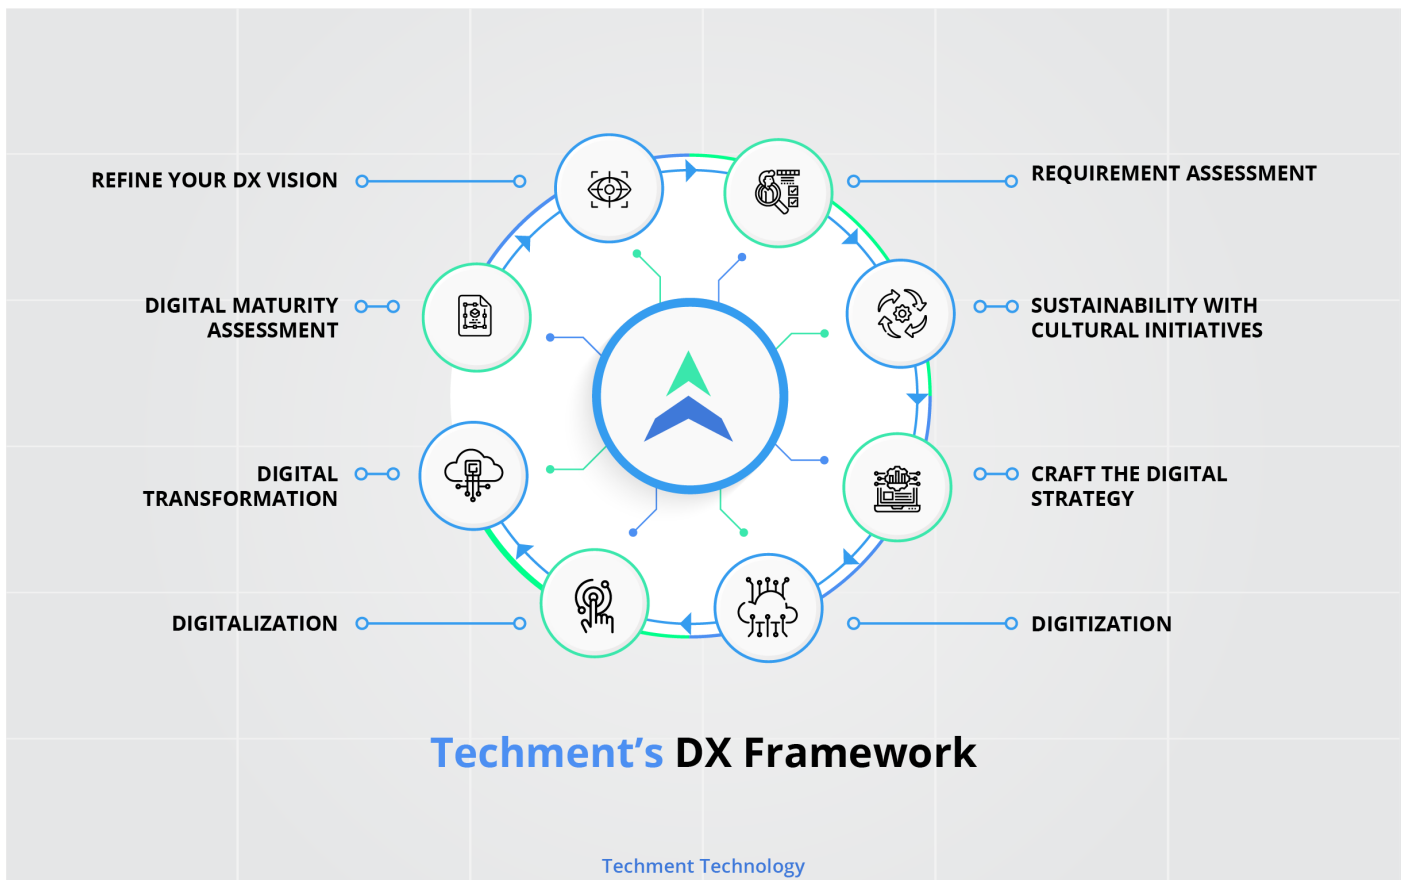 REFINE YOUR DX VISION
REQUIREMENT ASSESSMENT
DIGITAL MATURITY
ASSESSMENT
SUSTAINABILITY WITH
CULTURAL INITIATIVES
DIGITAL
TRANSFORMATION
CRAFT THE DIGITAL
STRATEGY
DIGITALIZATION
DIGITIZATION
Techment’s DX Framework
Techment Technology